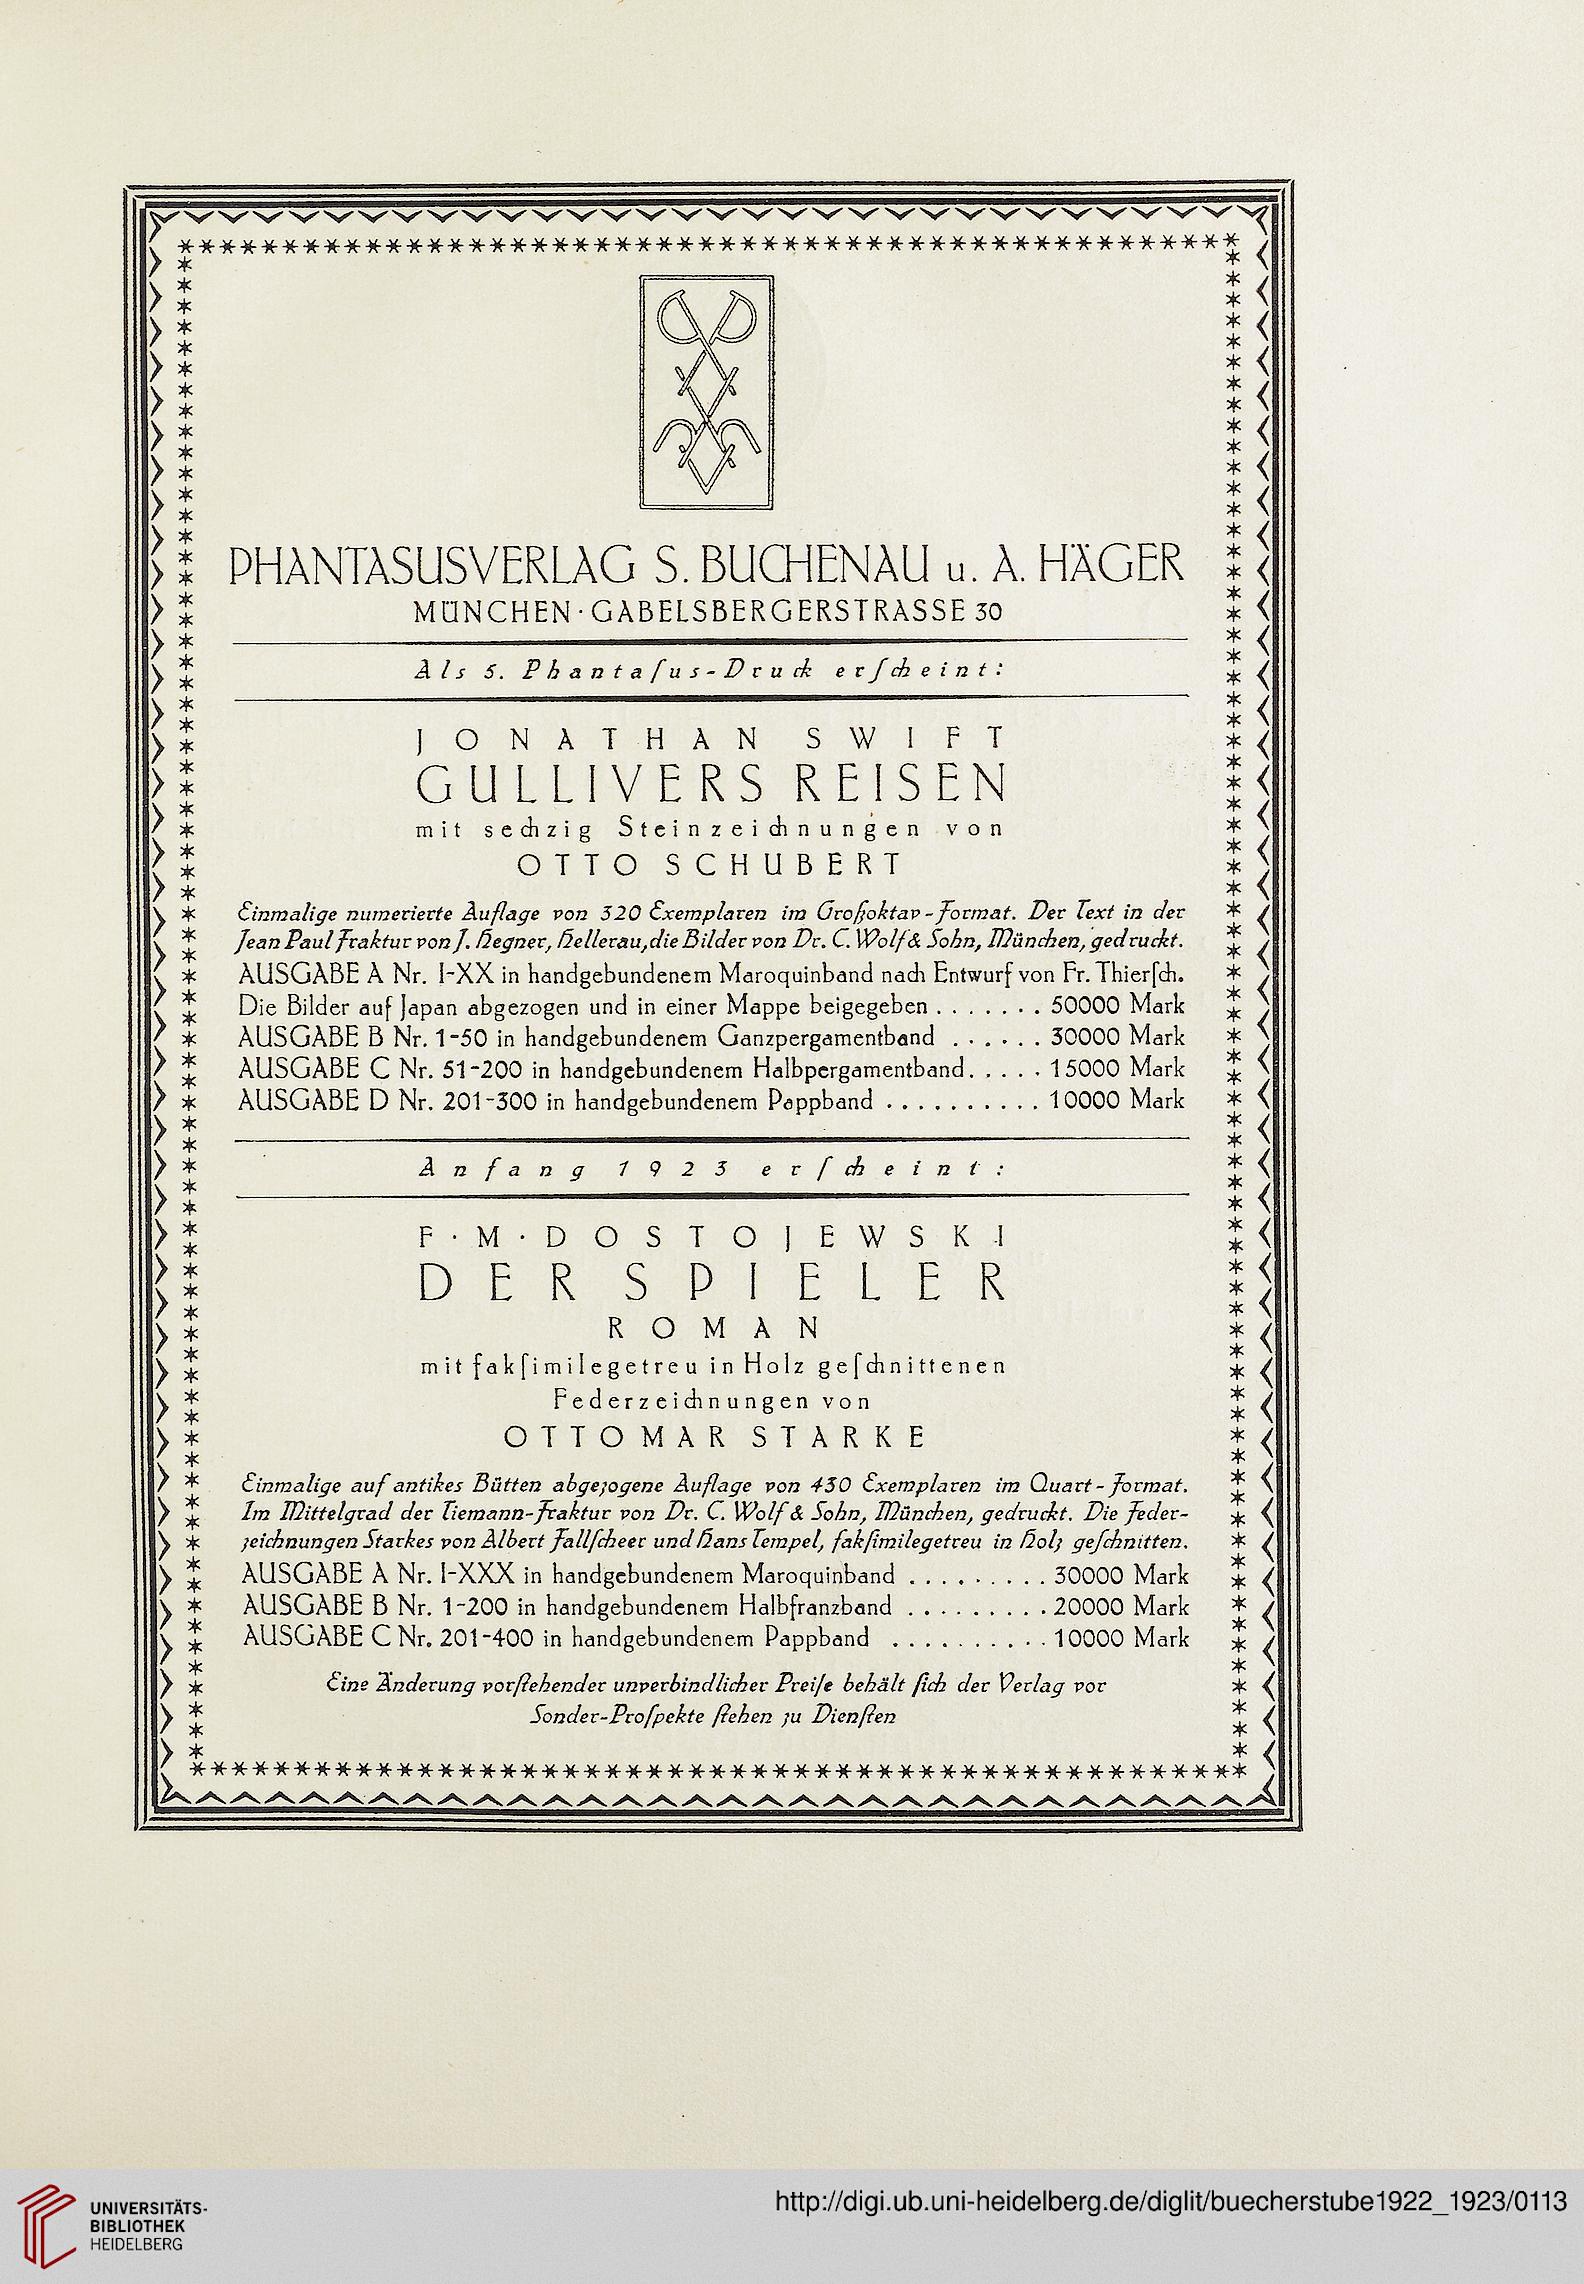 PHANTASUSVERLAG S. BUCHENAU u. A. HÄGER
MÜNCHEN · GABELSBERGERSTRASSE 30
Als 5. Phantaſus-Druck erſcheint:
JONATHAN SWIFT
GULLIVERS REISEN
mit sechzig Steinzeichnungen von
OTTO SCHUBERT
Einmalige numerierte Auflage von 320 Exemplaren im Großoktav-Format. Der Text in der
Jean Paul Fraktur von J. Hegner, Hellerau, die Bilder von Dr. C. Wolf & Sohn, München, gedruckt.
AUSGABE A Nr. I-XX in handgebundenem Maroquinband nach Entwurf von Fr. Thierſch.
Die Bilder auf Japan abgezogen und in einer Mappe beigegeben . . . . . . . 50000 Mark
AUSGABE B Nr. 1-50 in handgebundenem Ganzpergamentband . . . . . . 30000 Mark
AUSGABE C Nr. 51-200 in handgebundenem Halbpergamentband. . . . . 15000 Mark
AUSGABE D Nr. 201-300 in handgebundenem Pappband . . . . . . . . . . 10000 Mark
Anfang 1923 erſcheint:
F · M · DOSTOJEWSKI
DER SPIELER
ROMAN
mit fakſimilegetreu in Holz geſchnittenen
Federzeichnungen von
OTTOMAR STARKE
Einmalige auf antikes Bütten abgezogene Auflage von 430 Exemplaren im Quart-Format.
Im Mittelgrad der Tiemann-Fraktur von Dr. C. Wolf & Sohn, München, gedruckt. Die Feder-
zeichnungen Starkes von Albert Fallſcheer und Hans Tempel, fakſimilegetreu in Holz geſchnitten.
AUSGABE A Nr. I-XXX in handgebundenem Maroquinband . . . . . . . . . 30000 Mark
AUSGABE B Nr. 1-200 in handgebundenem Halbfranzband . . . . . . . . . 20000 Mark
AUSGABE C Nr. 201-400 in handgebundenem Pappband . . . . . . . . . . 10000 Mark
Eine Änderung vorſtehender unverbindlicher Preiſe behält ſich der Verlag vor
Sonder-Proſpekte ſtehen zu Dienſten
UNIVERSITÄTS-
BIBLIOTHEK
HEIDELBERG
http://digi.ub.uni-heidelberg.de/diglit/buecherstube1922_1923/0113